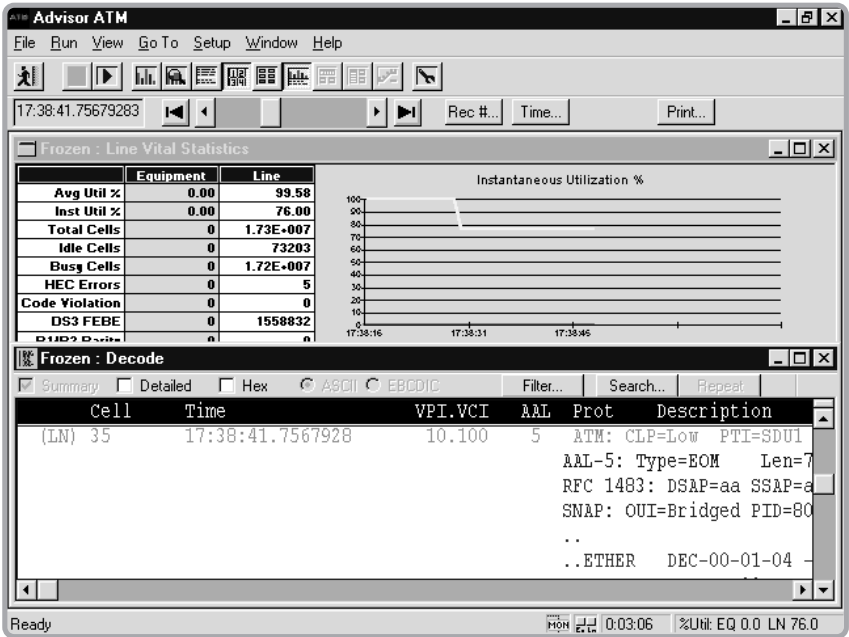 ATM Advisor ATM
File Run View Go To Setup Window Help
17:38:41.75679283 Rec #... Time... Print...
Frozen : Line Vital Statistics
Equipment Line
Avg Util % 0.00 99.58
Inst Util % 0.00 76.00
Total Cells 0 1.73E+007
Idle Cells 0 73203
Busy Cells 0 1.72E+007
HEC Errors 0 5
Code Violation 0 0
DS3 FEBE 0 1558832
Instantaneous Utilization %
100
90
80
70
60
50
40
30
20
10
0
17:38:16 17:38:31 17:38:46
Frozen : Decode
Summary Detailed Hex ASCII EBCDIC Filter... Search... Repeat
Cell Time VPI.VCI AAL Prot Description
(LN) 35 17:38:41.7567928 10.100 5 ATM: CLP=Low PTI=SDU1
AAL-5: Type=EOM Len=7
RFC 1483: DSAP=aa SSAP=a
SNAP: OUI=Bridged PID=80
..
..ETHER DEC-00-01-04 -
Ready MON 0:03:06 %Util: EQ 0.0 LN 76.0